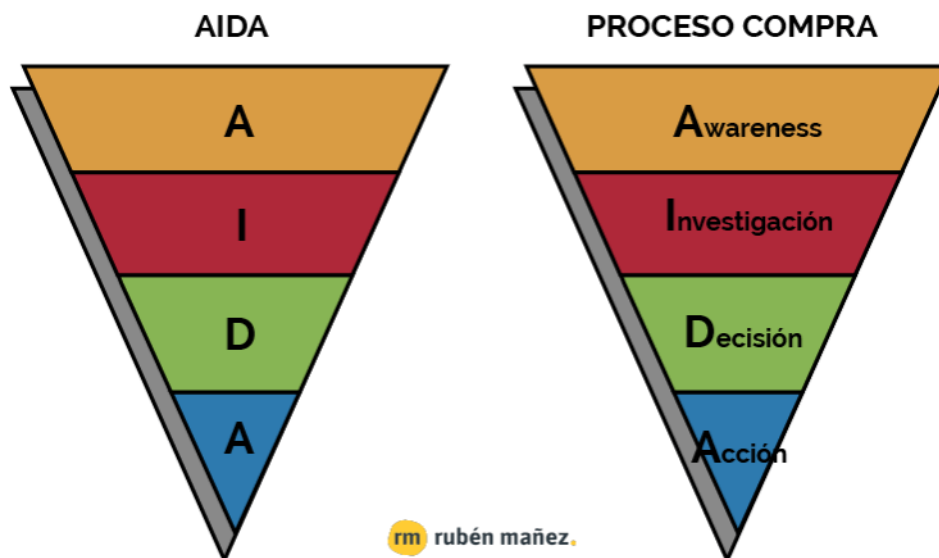 AIDA
A
I
D
A
PROCESO COMPRA
Awareness
Investigación
Decisión
Acción
rm rubén mañez.